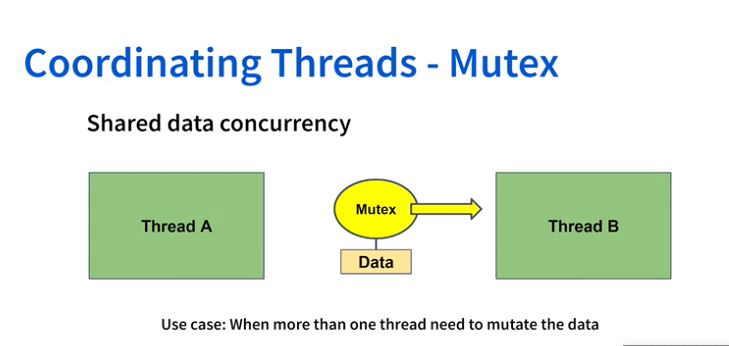 Coordinating Threads - Mutex
Shared data concurrency
Thread A
Mutex
Thread B
Data
Use case: When more than one thread need to mutate the data